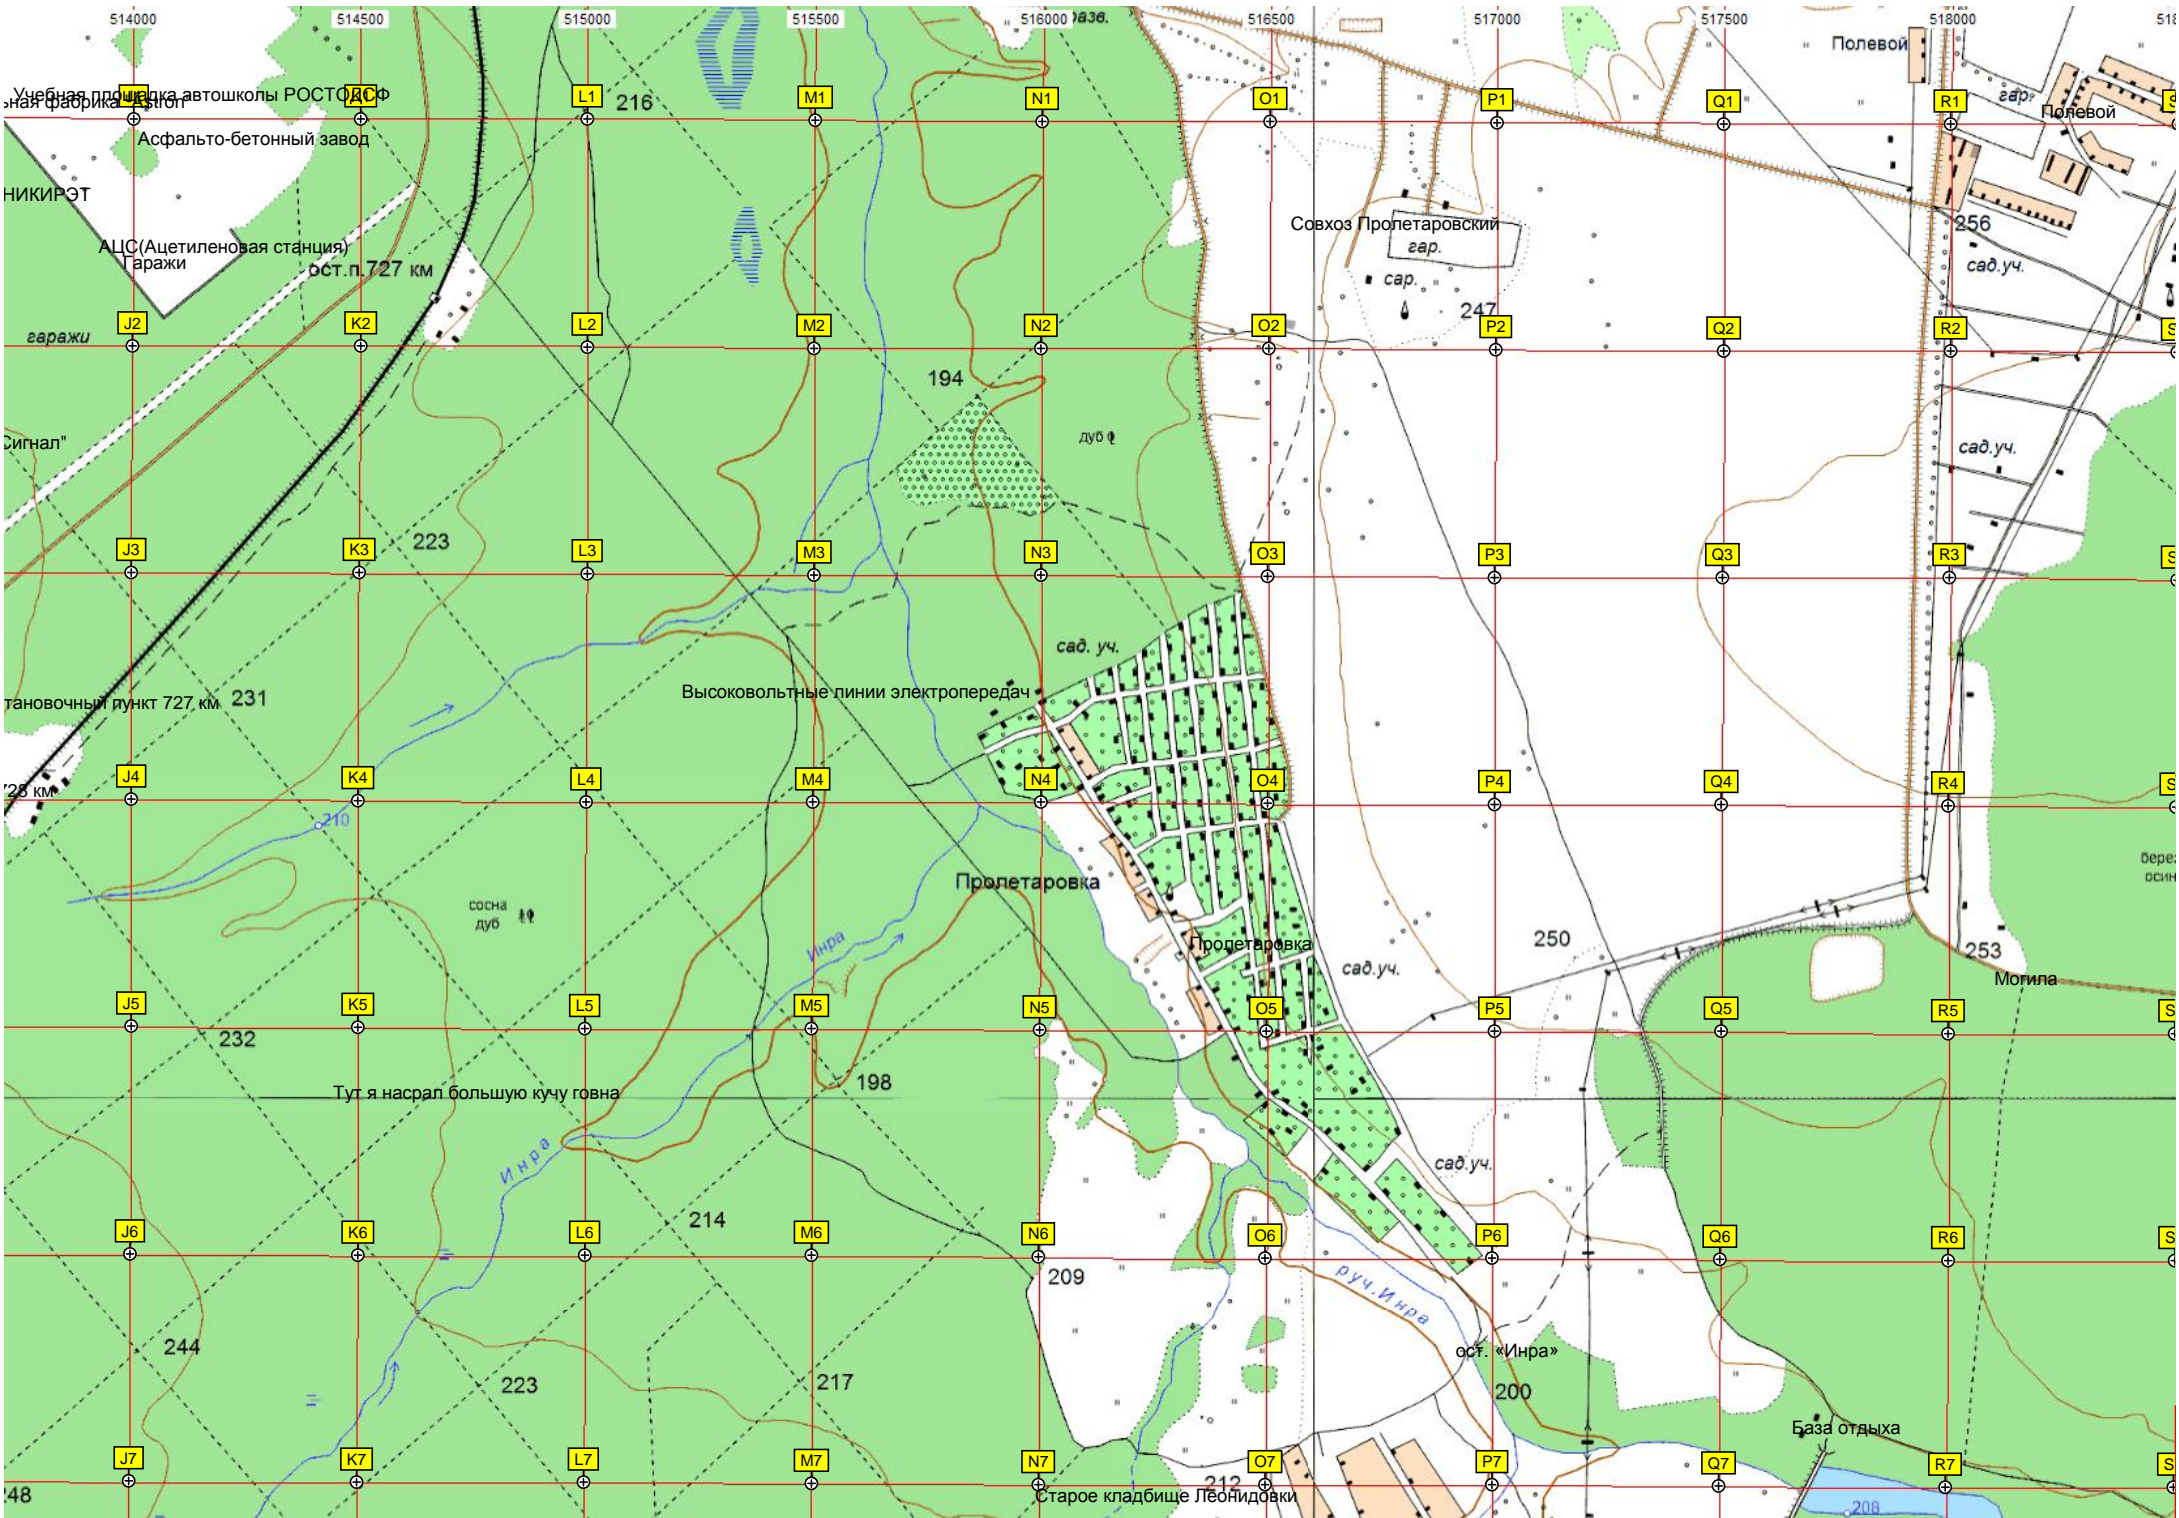 514000 514500 515000 515500 516000 516500 517000 517500 518000
Полевой
Учебная площадка автошколы РОСТО
ьная фабрика "Astron"
K1 L1 216 M1 N1 O1 P1 Q1 R1 гар.
Полевой
Асфальто-бетонный завод
НИКИРЭТ
Совхоз Пролетаровский
256
АЦС(Ацетиленовая станция)
Гаражи
ост.п.727 км
гар.
сад.уч.
сар.
247
гаражи
J2 K2 L2 M2 N2 O2 P2 Q2 R2 S
194
дуб
Сигнал"
сад.уч.
223
J3 K3 L3 M3 N3 O3 P3 Q3 R3 S
сад. уч.
231
Высоковольтные линии электропередач
тановочный пункт 727 км
J4 K4 L4 M4 N4 O4 P4 Q4 R4 S
728 км
210
Пролетаровка
сосна
дуб
Инра
Пролетаровка
250
253
сад.уч.
Могила
J5 K5 L5 M5 N5 O5 P5 Q5 R5 S
232
198
Тут я насрал большую кучу говна
Инра
сад.уч.
214
J6 K6 L6 M6 N6 O6 P6 Q6 R6 S
209
руч.Инра
244
ост. «Инра»
223
217
200
База отдыха
J7 K7 L7 M7 N7 O7 P7 Q7 R7 S
248
212
Старое кладбище Леонидовки
208